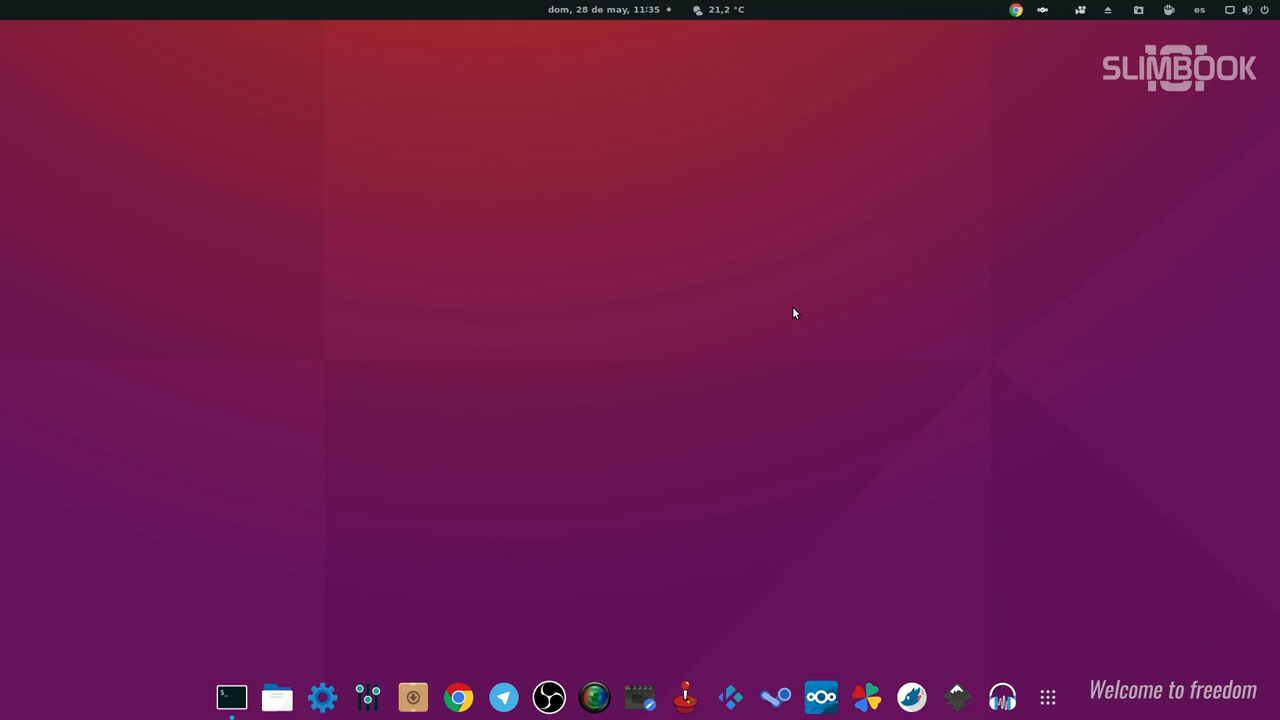 dom, 28 de may, 11:35
21,2 °C
es
SLIMBOOK
$_
Welcome to freedom